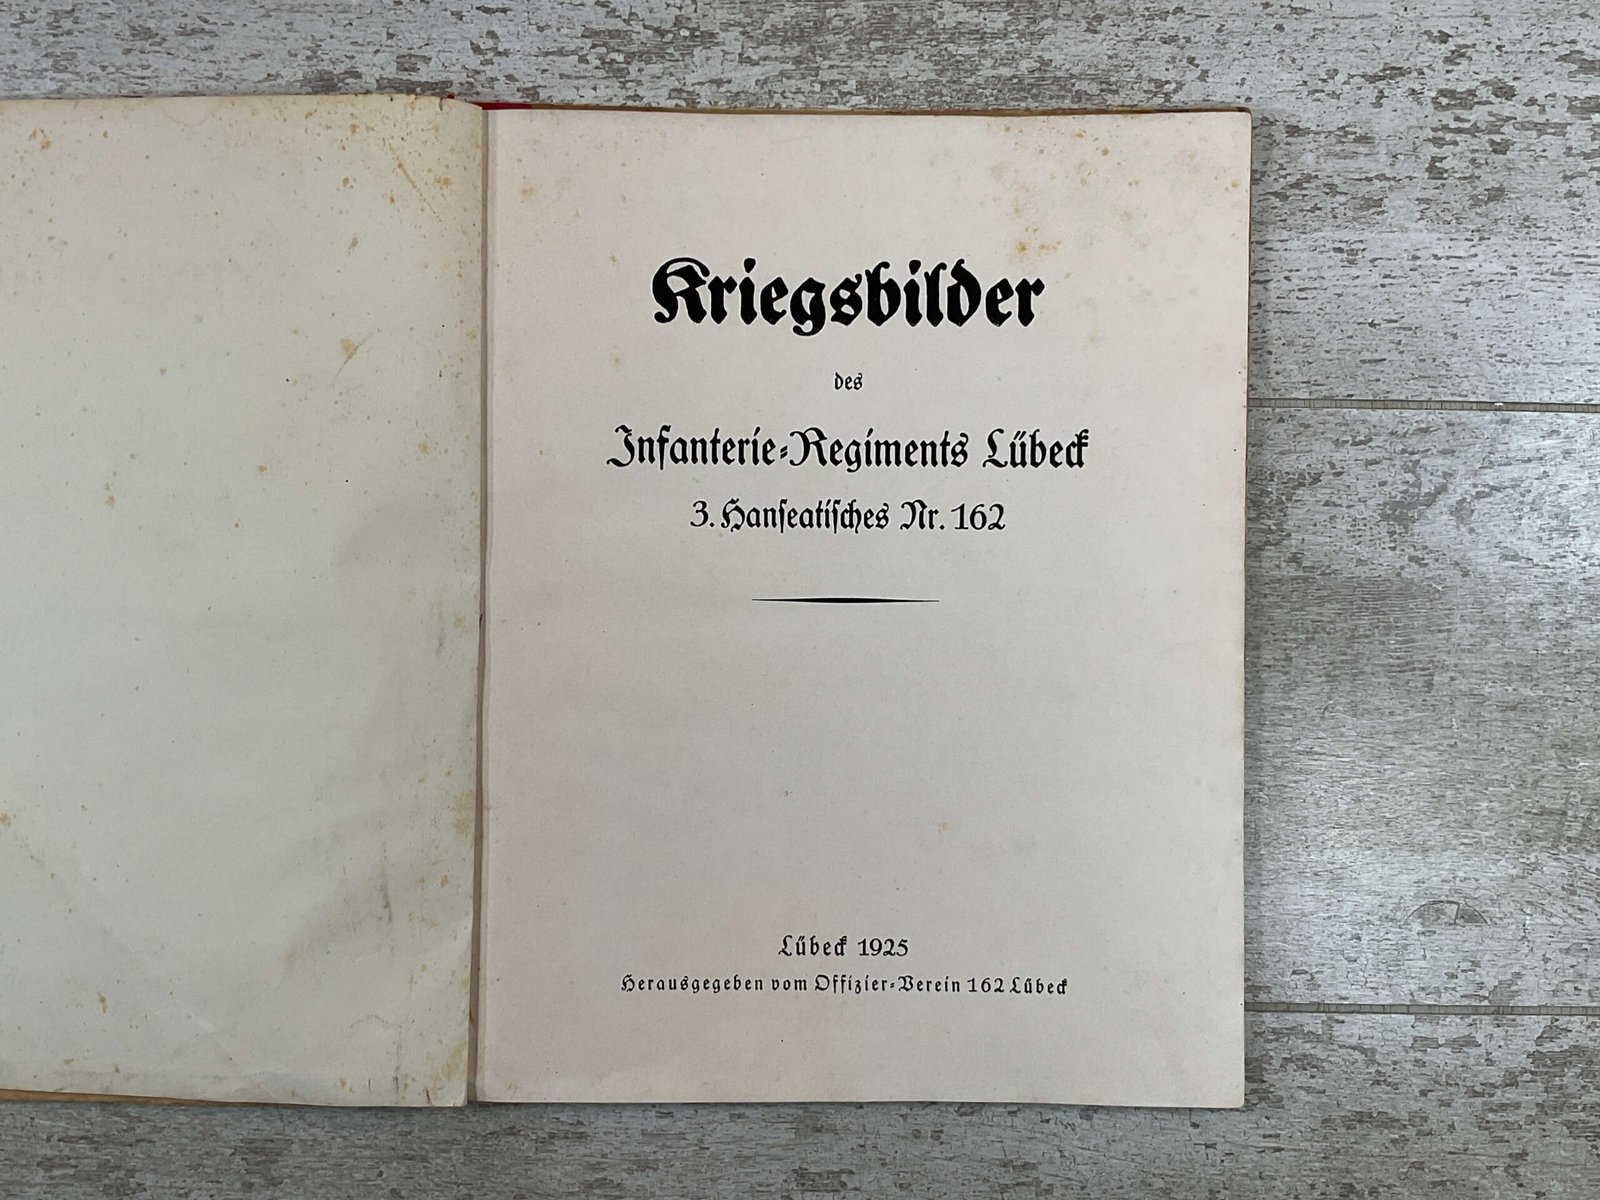 Kriegsbilder
des
Infanterie-Regiments Lübeck
3. Hanseatisches Nr. 162
Lübeck 1925
Herausgegeben vom Offizier-Verein 162 Lübeck